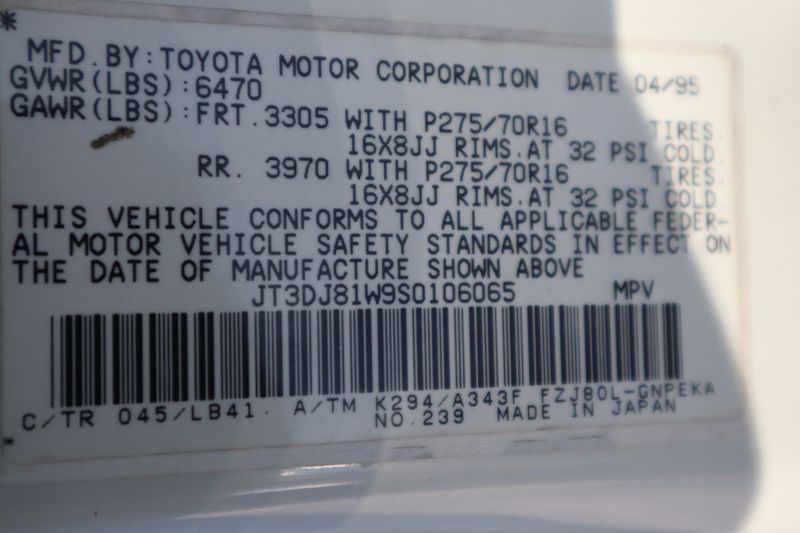 *
MFD. BY: TOYOTA MOTOR CORPORATION DATE 04/95
GVWR(LBS):6470
GAWR(LBS):FRT.3305 WITH P275/70R16 TIRES.
16X8JJ RIMS.AT 32 PSI COLD.
RR. 3970 WITH P275/70R16 TIRES.
16X8JJ RIMS.AT 32 PSI COLD.
THIS VEHICLE CONFORMS TO ALL APPLICABLE FEDER-
AL MOTOR VEHICLE SAFETY STANDARDS IN EFFECT ON
THE DATE OF MANUFACTURE SHOWN ABOVE
JT3DJ81W9S0106065 MPV
C/TR 045/LB41. A/TM K294/A343F FZJ80L-GNPEKA
NO.239 MADE IN JAPAN